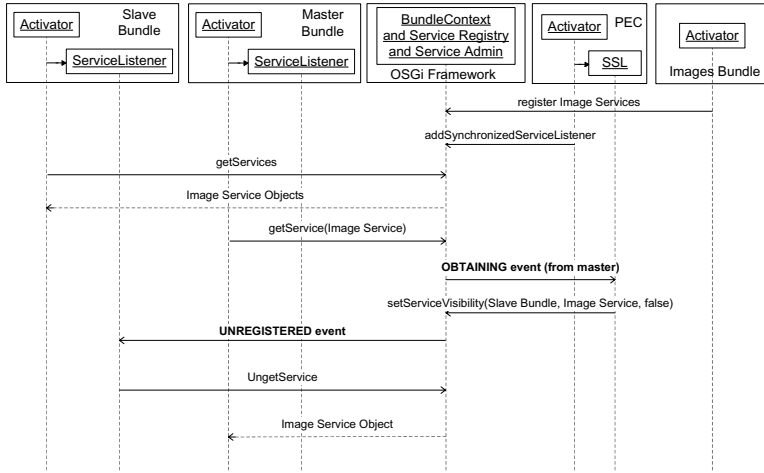 Slave
Bundle
Activator
ServiceListener
Master
Bundle
Activator
ServiceListener
BundleContext
and Service Registry
and Service Admin
OSGi Framework
PEC
Activator
SSL
Activator
Images Bundle
register Image Services
addSynchronizedServiceListener
getServices
Image Service Objects
getService(Image Service)
OBTAINING event (from master)
setServiceVisibility(Slave Bundle, Image Service, false)
UNREGISTERED event
UngetService
Image Service Object